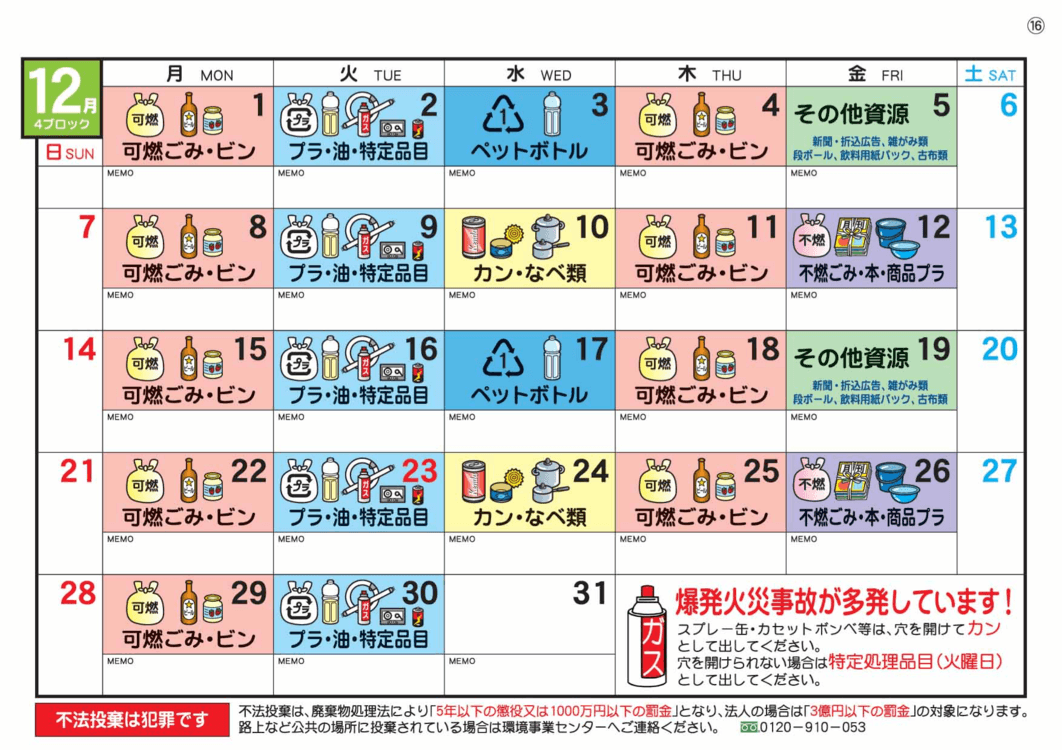 ⑯
12月
4ブロック
日 SUN
月 MON
火 TUE
水 WED
木 THU
金 FRI
土 SAT
可燃 1
可燃ごみ・ビン
プラ ガス 2
プラ・油・特定品目
1 3
ペットボトル
可燃 4
可燃ごみ・ビン
その他資源 5
新聞・折込広告、雑がみ類
段ボール、飲料用紙パック、古布類
6
MEMO
MEMO
MEMO
MEMO
MEMO
7
可燃 8
可燃ごみ・ビン
プラ ガス 9
プラ・油・特定品目
10
カン・なべ類
可燃 11
可燃ごみ・ビン
不燃 月刊 12
不燃ごみ・本・商品プラ
13
MEMO
MEMO
MEMO
MEMO
MEMO
14
可燃 15
可燃ごみ・ビン
プラ ガス 16
プラ・油・特定品目
1 17
ペットボトル
可燃 18
可燃ごみ・ビン
その他資源 19
新聞・折込広告、雑がみ類
段ボール、飲料用紙パック、古布類
20
MEMO
MEMO
MEMO
MEMO
MEMO
21
可燃 22
可燃ごみ・ビン
プラ ガス 23
プラ・油・特定品目
24
カン・なべ類
可燃 25
可燃ごみ・ビン
不燃 月刊 26
不燃ごみ・本・商品プラ
27
MEMO
MEMO
MEMO
MEMO
MEMO
28
可燃 29
可燃ごみ・ビン
プラ ガス 30
プラ・油・特定品目
31
MEMO
MEMO
MEMO
ガス
爆発火災事故が多発しています!
スプレー缶・カセットボンベ等は、穴を開けてカン
として出してください。
穴を開けられない場合は特定処理品目(火曜日)
として出してください。
不法投棄は犯罪です
不法投棄は、廃棄物処理法により「5年以下の懲役又は1000万円以下の罰金」となり、法人の場合は「3億円以下の罰金」の対象になります。
路上など公共の場所に投棄されている場合は環境事業センターへご連絡ください。 0120-910-053